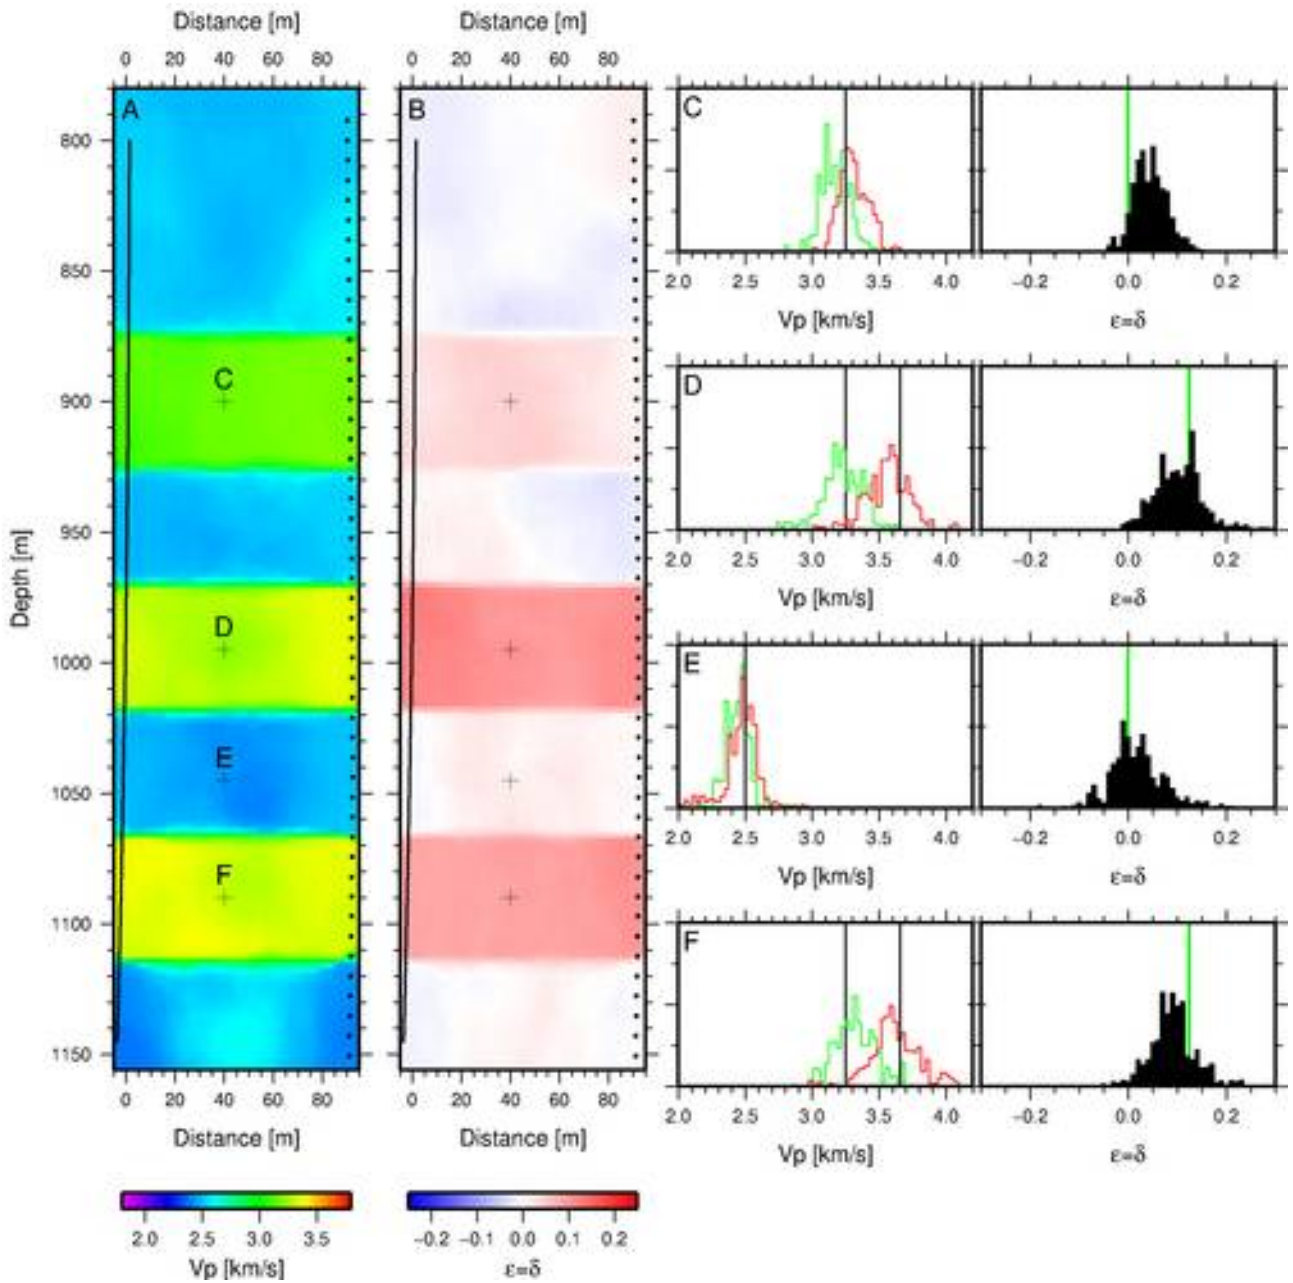 Distance [m] Distance [m]
0 20 40 60 80 0 20 40 60 80
A B C
800
850
2.0 2.5 3.0 3.5 4.0 −0.2 0.0 0.2
Vp [km/s] ε=δ
C
900
D
950
2.0 2.5 3.0 3.5 4.0 −0.2 0.0 0.2
Vp [km/s] ε=δ
Depth [m]
D
1000
E
E
1050
2.0 2.5 3.0 3.5 4.0 −0.2 0.0 0.2
Vp [km/s] ε=δ
F
1100
F
1150
2.0 2.5 3.0 3.5 4.0 −0.2 0.0 0.2
0 20 40 60 80 0 20 40 60 80
Distance [m] Distance [m] Vp [km/s] ε=δ
2.0 2.5 3.0 3.5 −0.2 −0.1 0.0 0.1 0.2
Vp [km/s] ε=δ